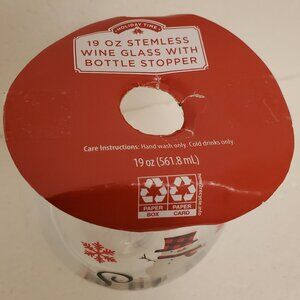 HOLIDAY TIME
19 OZ STEMLESS
WINE GLASS WITH
BOTTLE STOPPER
Care Instructions: Hand wash only. Cold drinks only.
19 oz (561.8 mL)
PAPER PAPER
BOX CARD